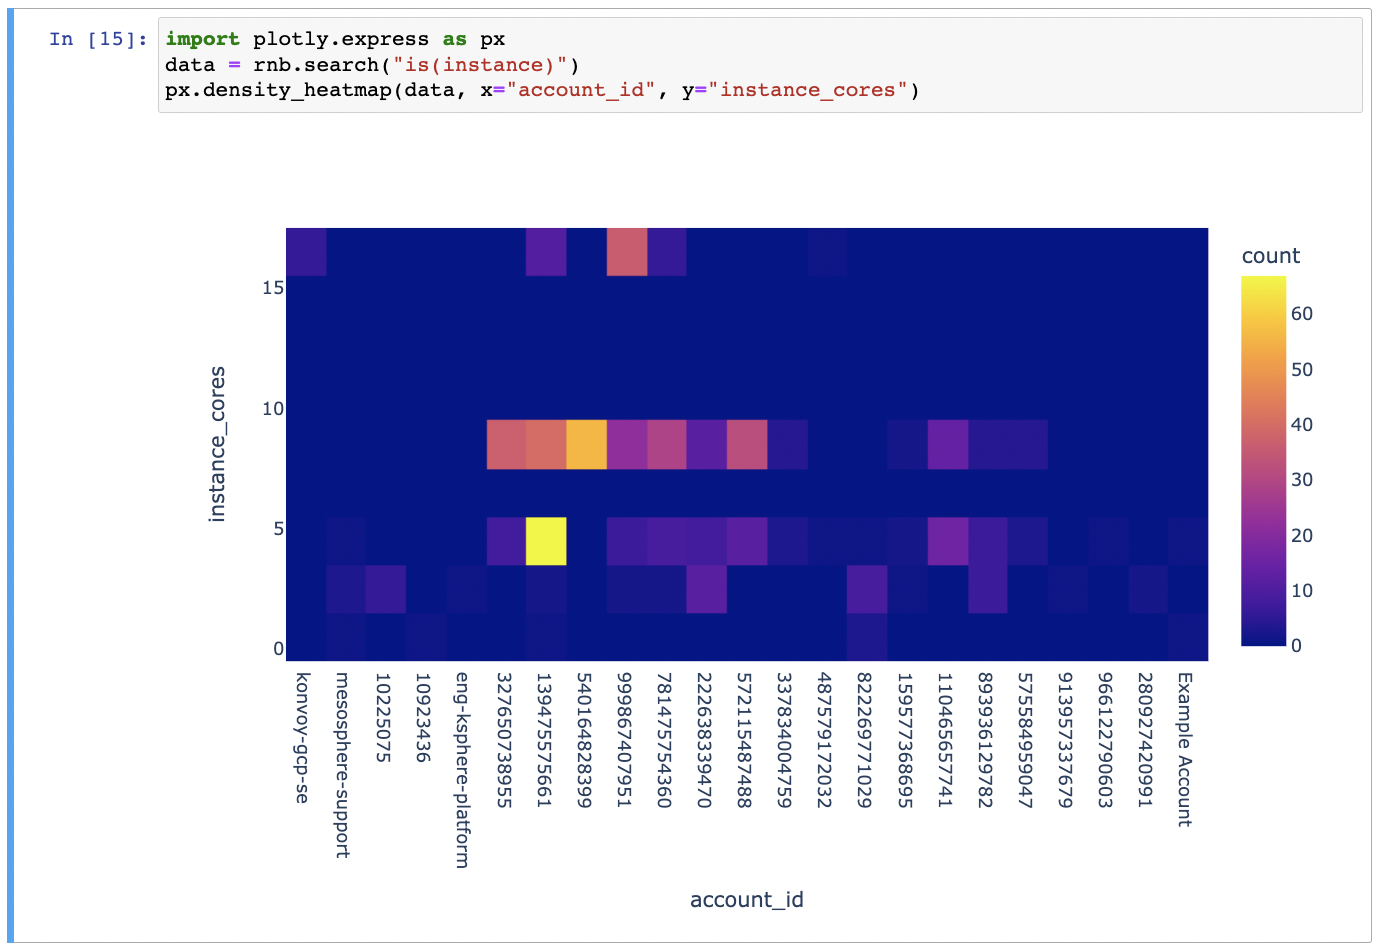 In [15]:
import plotly.express as px
data = rnb.search("is(instance)")
px.density_heatmap(data, x="account_id", y="instance_cores")
count
60
50
40
30
20
10
0
instance_cores
15
10
5
0
konvoy-gcp-se
mesosphere-support
10225075
10923436
eng-ksphere-platform
327650738955
139475575661
540164828399
999867407951
781475754360
222638339470
572115487488
337834004759
487579172032
822269771029
159577368695
110465657741
893936129782
575584959047
913957337679
966122790603
280927420991
Example Account
account_id